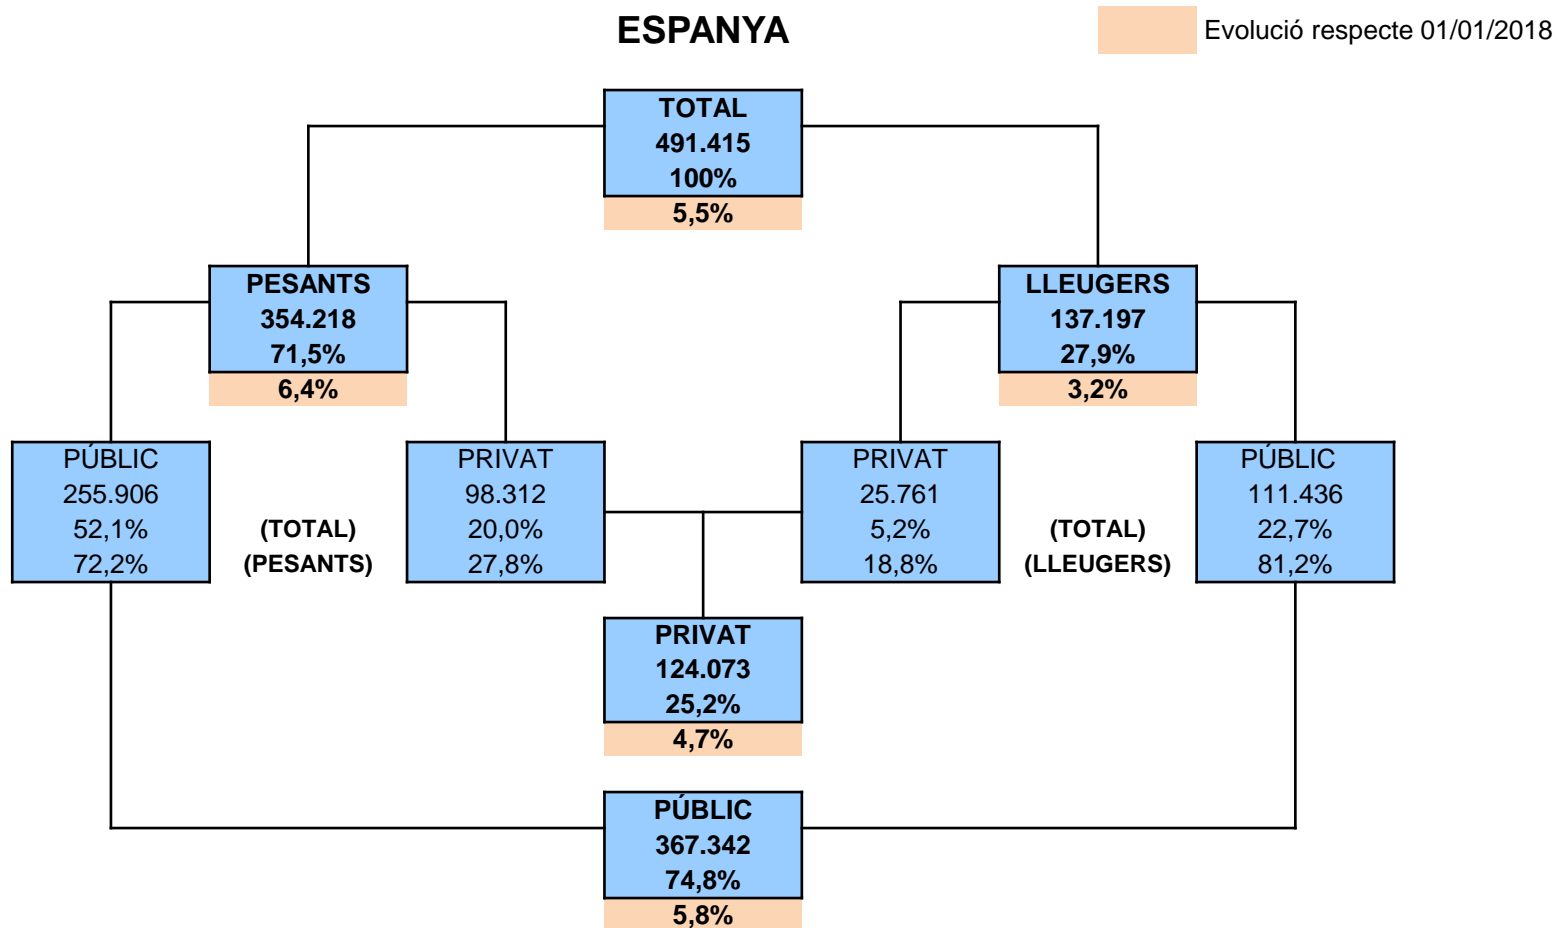 ESPANYA
Evolució respecte 01/01/2018
TOTAL
491.415
100%
5,5%
PESANTS
354.218
71,5%
6,4%
LLEUGERS
137.197
27,9%
3,2%
PÚBLIC
255.906
52,1%
72,2%
(TOTAL)
(PESANTS)
PRIVAT
98.312
20,0%
27,8%
PRIVAT
25.761
5,2%
18,8%
(TOTAL)
(LLEUGERS)
PÚBLIC
111.436
22,7%
81,2%
PRIVAT
124.073
25,2%
4,7%
PÚBLIC
367.342
74,8%
5,8%